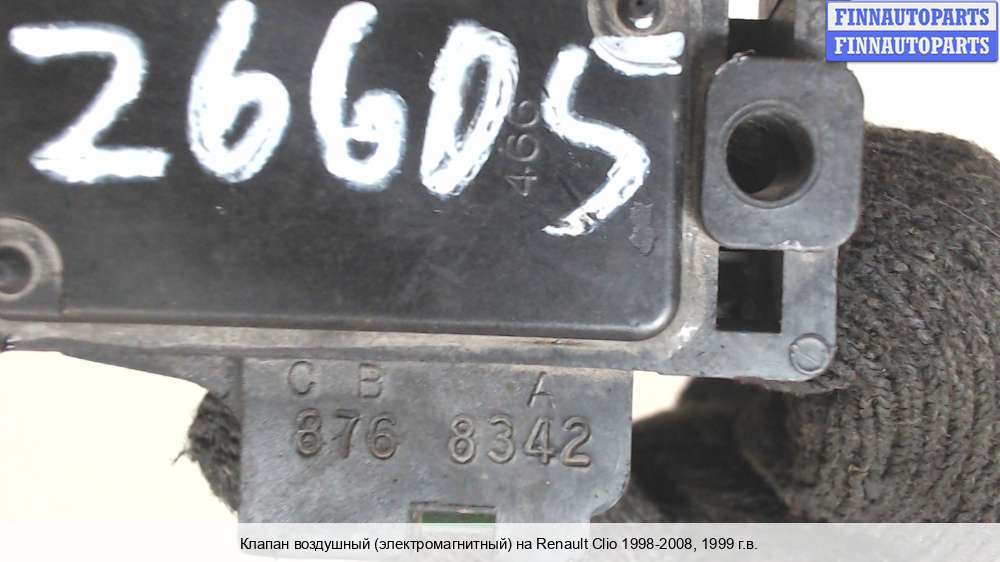 FINNAUTOPARTS
FINNAUTOPARTS
26605
466
C B A
876 8342
Клапан воздушный (электромагнитный) на Renault Clio 1998-2008, 1999 г.в.